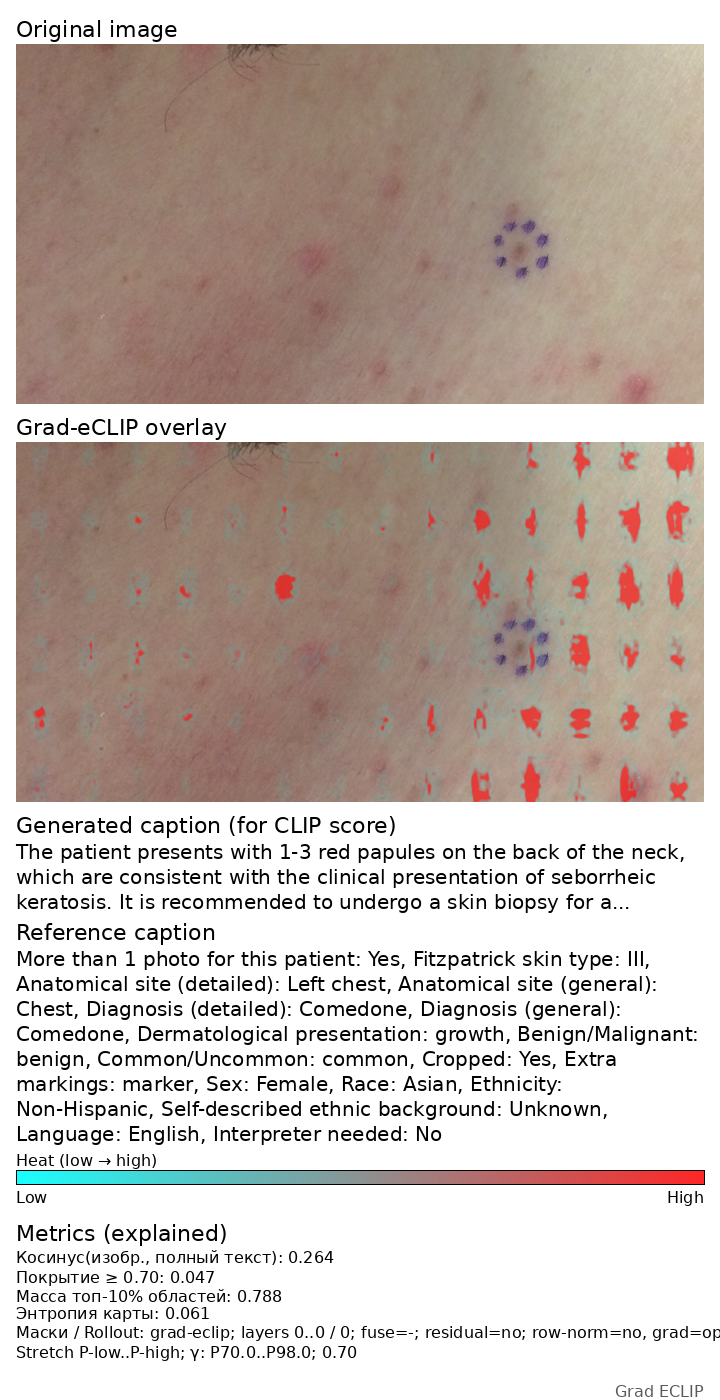 Original image
Grad-eCLIP overlay
Generated caption (for CLIP score)
The patient presents with 1-3 red papules on the back of the neck,
which are consistent with the clinical presentation of seborrheic
keratosis. It is recommended to undergo a skin biopsy for a...
Reference caption
More than 1 photo for this patient: Yes, Fitzpatrick skin type: III,
Anatomical site (detailed): Left chest, Anatomical site (general):
Chest, Diagnosis (detailed): Comedone, Diagnosis (general):
Comedone, Dermatological presentation: growth, Benign/Malignant:
benign, Common/Uncommon: common, Cropped: Yes, Extra
markings: marker, Sex: Female, Race: Asian, Ethnicity:
Non-Hispanic, Self-described ethnic background: Unknown,
Language: English, Interpreter needed: No
Heat (low → high)
Low High
Metrics (explained)
Косинус(изобр., полный текст): 0.264
Покрытие ≥ 0.70: 0.047
Масса топ-10% областей: 0.788
Энтропия карты: 0.061
Маски / Rollout: grad-eclip; layers 0..0 / 0; fuse=-; residual=no; row-norm=no, grad=op
Stretch P-low..P-high; γ: P70.0..P98.0; 0.70
Grad ECLIP